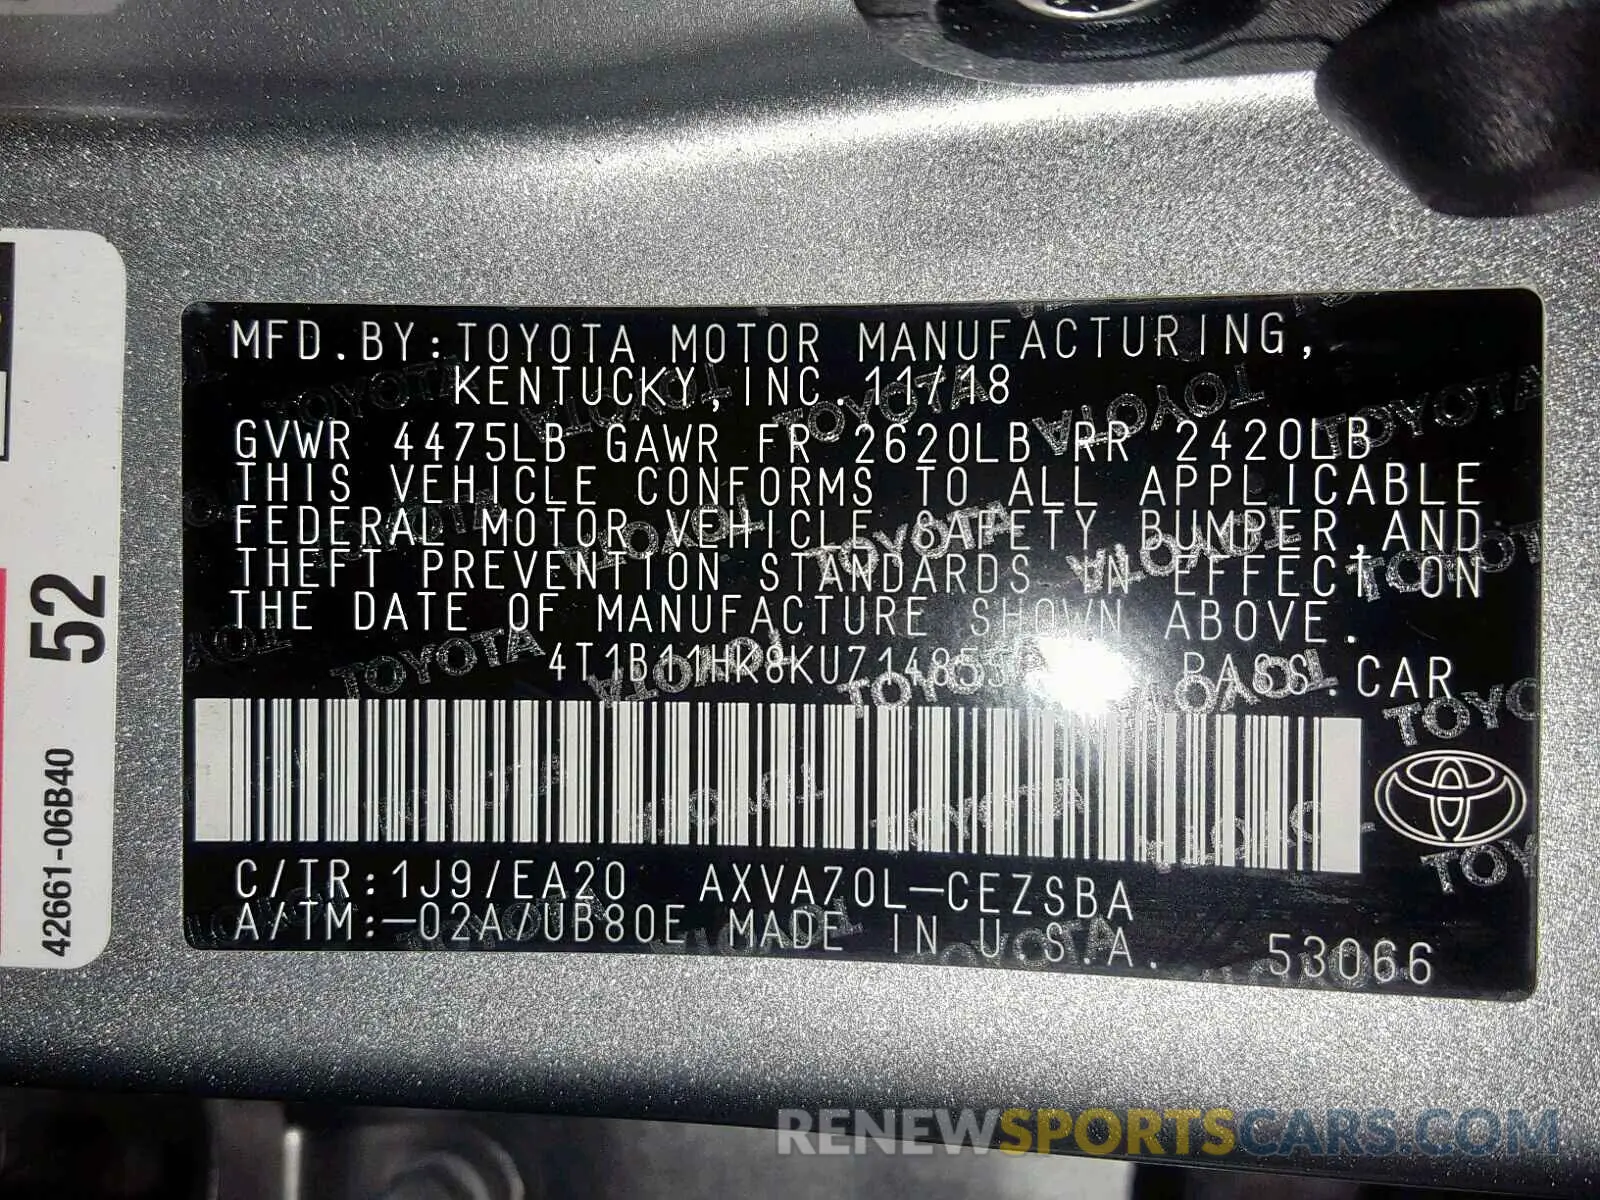 MFD.BY:TOYOTA MOTOR MANUFACTURING,
KENTUCKY,INC.11/18
GVWR 4475LB GAWR FR 2620LB RR 2420LB
THIS VEHICLE CONFORMS TO ALL APPLICABLE
FEDERAL MOTOR VEHICLE SAFETY BUMPER,AND
THEFT PREVENTION STANDARDS IN EFFECT ON
THE DATE OF MANUFACTURE SHOWN ABOVE.
PASS.CAR
C/TR:1J9/EA20 AXVA70L-CEZSBA
A/TM:-02A/UB80E MADE IN U.S.A. 53066
52
42661-06B40
RENEWSPORTSCARS.COM